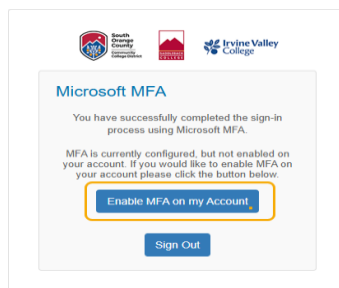 South
Orange
County
Community
College District
SADDLEBACK
COLLEGE
Irvine Valley
College
Microsoft MFA
You have successfully completed the sign-in
process using Microsoft MFA.
MFA is currently configured, but not enabled on
your account. If you would like to enable MFA on
your account please click the button below.
Enable MFA on my Account
Sign Out